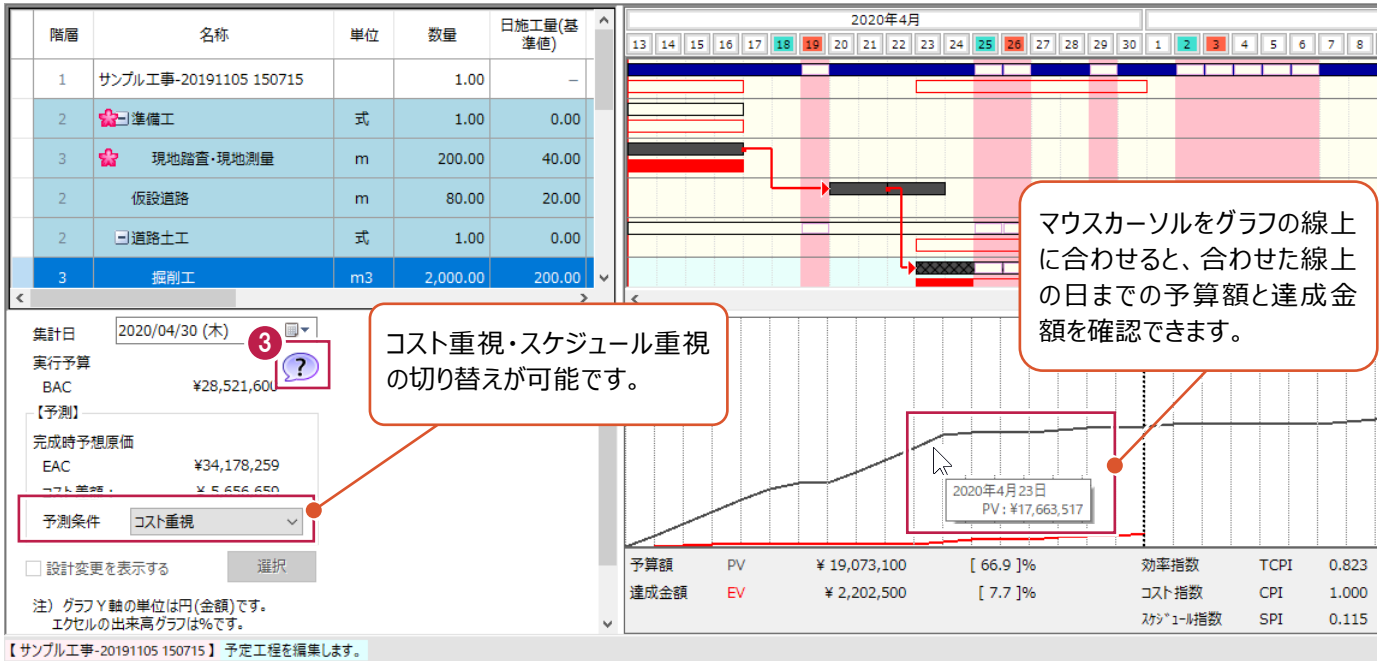 階層 名称 単位 数量 日施工量(基準値)
1 サンプル工事-20191105 150715 1.00 –
2 準備工 式 1.00 0.00
3 現地踏査・現地測量 m 200.00 40.00
2 仮設道路 m 80.00 20.00
2 道路土工 式 1.00 0.00
3 掘削工 m3 2,000.00 200.00
2020年4月
13 14 15 16 17 18 19 20 21 22 23 24 25 26 27 28 29 30 1 2 3 4 5 6 7 8
マウスカーソルをグラフの線上
に合わせると、合わせた線上
の日までの予算額と達成金
額を確認できます。
集計日 2020/04/30 (木)
3
?
実行予算
BAC ¥28,521,600
【予測】
完成時予想原価
EAC ¥34,178,259
コスト差額: ¥ 5,656,659
予測条件 コスト重視
設計変更を表示する 選択
注)グラフY軸の単位は円(金額)です。
エクセルの出来高グラフは%です。
コスト重視・スケジュール重視
の切り替えが可能です。
2020年4月23日
PV:¥17,663,517
予算額 PV ¥ 19,073,100 [ 66.9 ]% 効率指数 TCPI 0.823
達成金額 EV ¥ 2,202,500 [ 7.7 ]% コスト指数 CPI 1.000
スケジュール指数 SPI 0.115
【サンプル工事-20191105 150715】 予定工程を編集します。